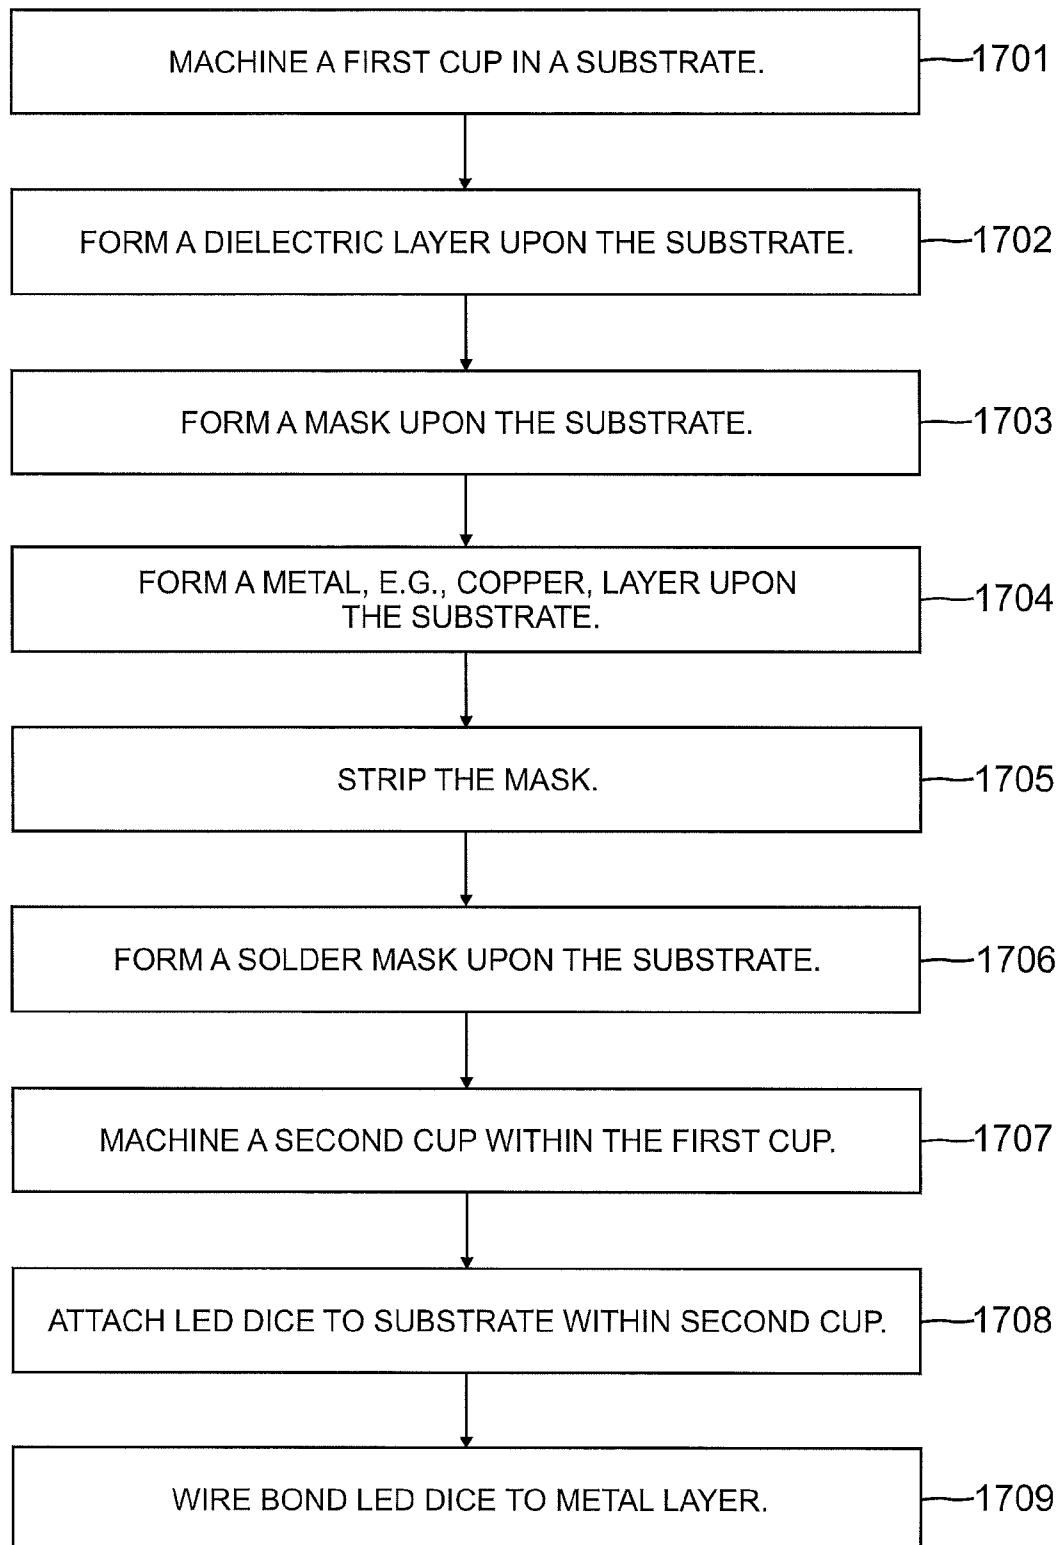 MACHINE A FIRST CUP IN A SUBSTRATE.
1701
FORM A DIELECTRIC LAYER UPON THE SUBSTRATE.
1702
FORM A MASK UPON THE SUBSTRATE.
1703
FORM A METAL, E.G., COPPER, LAYER UPON
THE SUBSTRATE.
1704
STRIP THE MASK.
1705
FORM A SOLDER MASK UPON THE SUBSTRATE.
1706
MACHINE A SECOND CUP WITHIN THE FIRST CUP.
1707
ATTACH LED DICE TO SUBSTRATE WITHIN SECOND CUP.
1708
WIRE BOND LED DICE TO METAL LAYER.
1709